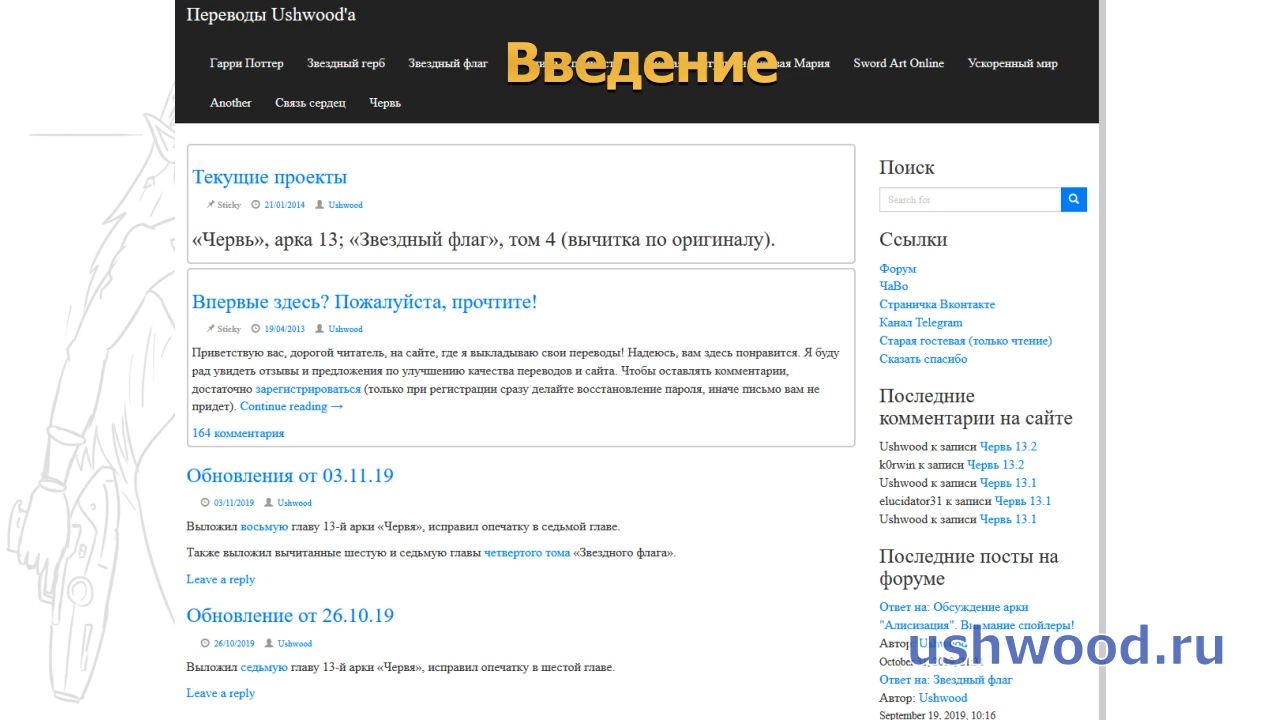 Переводы Ushwood'a
Введение
Гарри Поттер Звездный герб Звездный флаг вая Мария Sword Art Online Ускоренный мир
Another Связь сердец Червь
Текущие проекты
Sticky 21/01/2014 Ushwood
«Червь», арка 13; «Звездный флаг», том 4 (вычитка по оригиналу).
Впервые здесь? Пожалуйста, прочтите!
Sticky 19/04/2013 Ushwood
Приветствую вас, дорогой читатель, на сайте, где я выкладываю свои переводы! Надеюсь, вам здесь понравится. Я буду
рад увидеть отзывы и предложения по улучшению качества переводов и сайта. Чтобы оставлять комментарии,
достаточно зарегистрироваться (только при регистрации сразу делайте восстановление пароля, иначе письмо вам не
придет). Continue reading →
164 комментария
Обновления от 03.11.19
03/11/2019 Ushwood
Выложил восьмую главу 13-й арки «Червя», исправил опечатку в седьмой главе.
Также выложил вычитанные шестую и седьмую главы четвертого тома «Звездного флага».
Leave a reply
Обновление от 26.10.19
26/10/2019 Ushwood
Выложил седьмую главу 13-й арки «Червя», исправил опечатку в шестой главе.
Leave a reply
Поиск
Search for
Ссылки
Форум
ЧаВо
Страничка Вконтакте
Канал Telegram
Старая гостевая (только чтение)
Сказать спасибо
Последние
комментарии на сайте
Ushwood к записи Червь 13.2
k0rwin к записи Червь 13.2
Ushwood к записи Червь 13.1
elucidator31 к записи Червь 13.1
Ushwood к записи Червь 13.1
Последние посты на
форуме
Ответ на: Обсуждение арки
"Алисизация". Внимание спойлеры!
Автор: Ushwood
October
ushwood.ru
Ответ на: Звездный флаг
Автор: Ushwood
September 19, 2019, 10:16